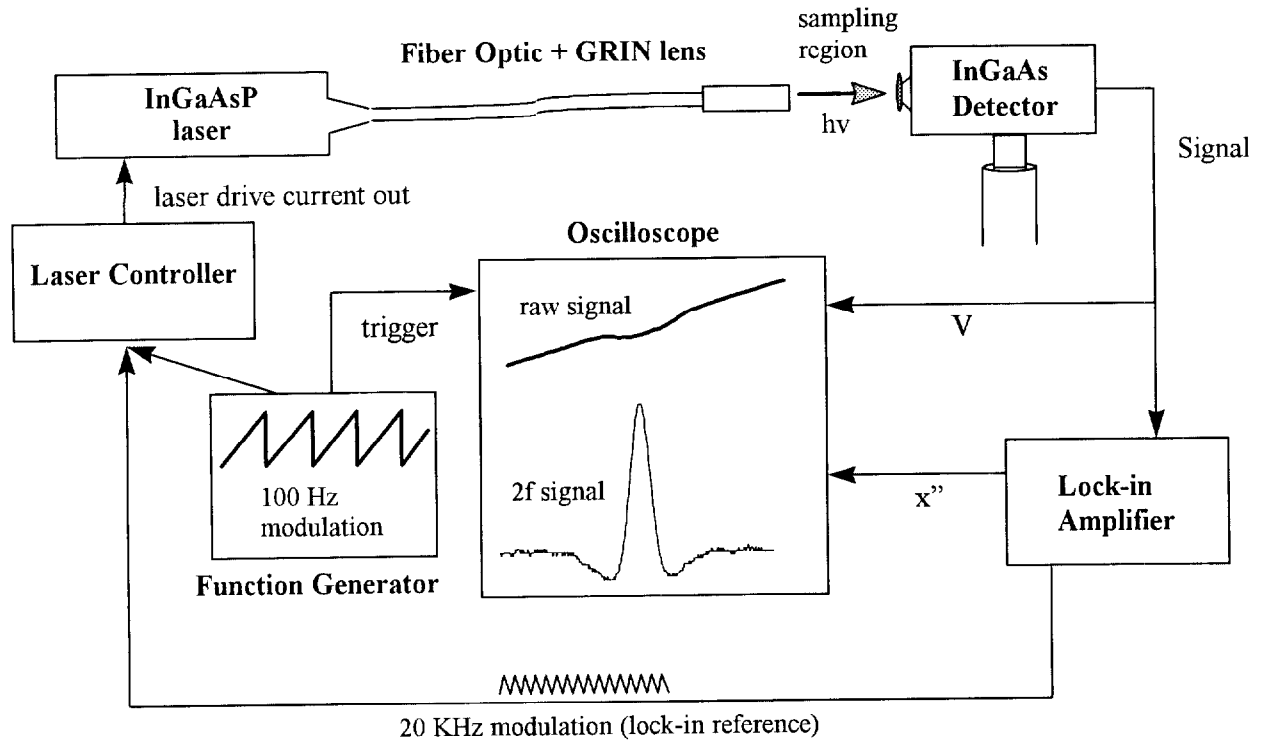 sampling
region
Fiber Optic + GRIN lens
InGaAsP
laser
hv
InGaAs
Detector
Signal
laser drive current out
Laser Controller
Oscilloscope
trigger
raw signal
V
100 Hz
modulation
Function Generator
2f signal
x”
Lock-in
Amplifier
20 KHz modulation (lock-in reference)